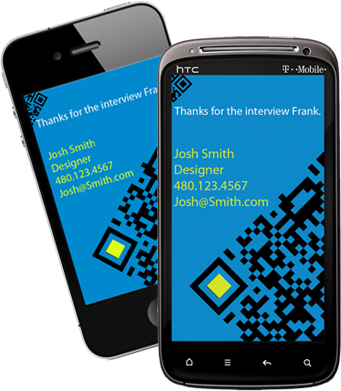 Thanks for the interview Frank.
Josh Smith
Designer
480.123.4567
Josh@Smith.com
hTC
T··Mobile·
Thanks for the interview Frank.
Josh Smith
Designer
480.123.4567
Josh@Smith.com